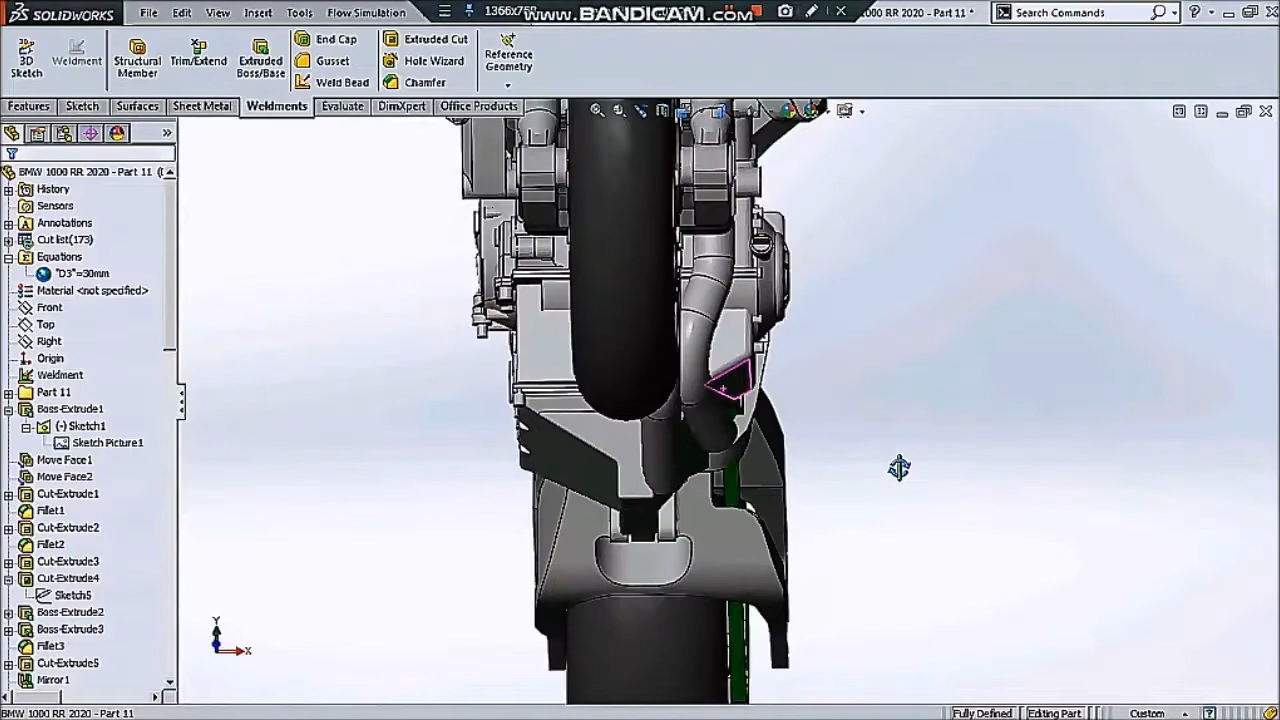 SOLIDWORKS File Edit View Insert Tools Flow Simulation 1366x768 www.BANDICAM.com 1000 RR 2020 - Part 11 * Search Commands
3D Sketch
Weldment
Structural Member
Trim/Extend
Extruded Boss/Base
End Cap
Gusset
Weld Bead
Extruded Cut
Hole Wizard
Chamfer
Reference Geometry
Features Sketch Surfaces Sheet Metal Weldments Evaluate DimXpert Office Products
BMW 1000 RR 2020 - Part 11 (
History
Sensors
Annotations
Cut list(173)
Equations
"D3"=30mm
Material <not specified>
Front
Top
Right
Origin
Weldment
Part 11
Boss-Extrude1
(-) Sketch1
Sketch Picture1
Move Face1
Move Face2
Cut-Extrude1
Fillet1
Cut-Extrude2
Fillet2
Cut-Extrude3
Cut-Extrude4
Sketch5
Boss-Extrude2
Boss-Extrude3
Fillet3
Cut-Extrude5
Mirror1
Y
X
BMW 1000 RR 2020 - Part 11 Fully Defined Editing Part Custom